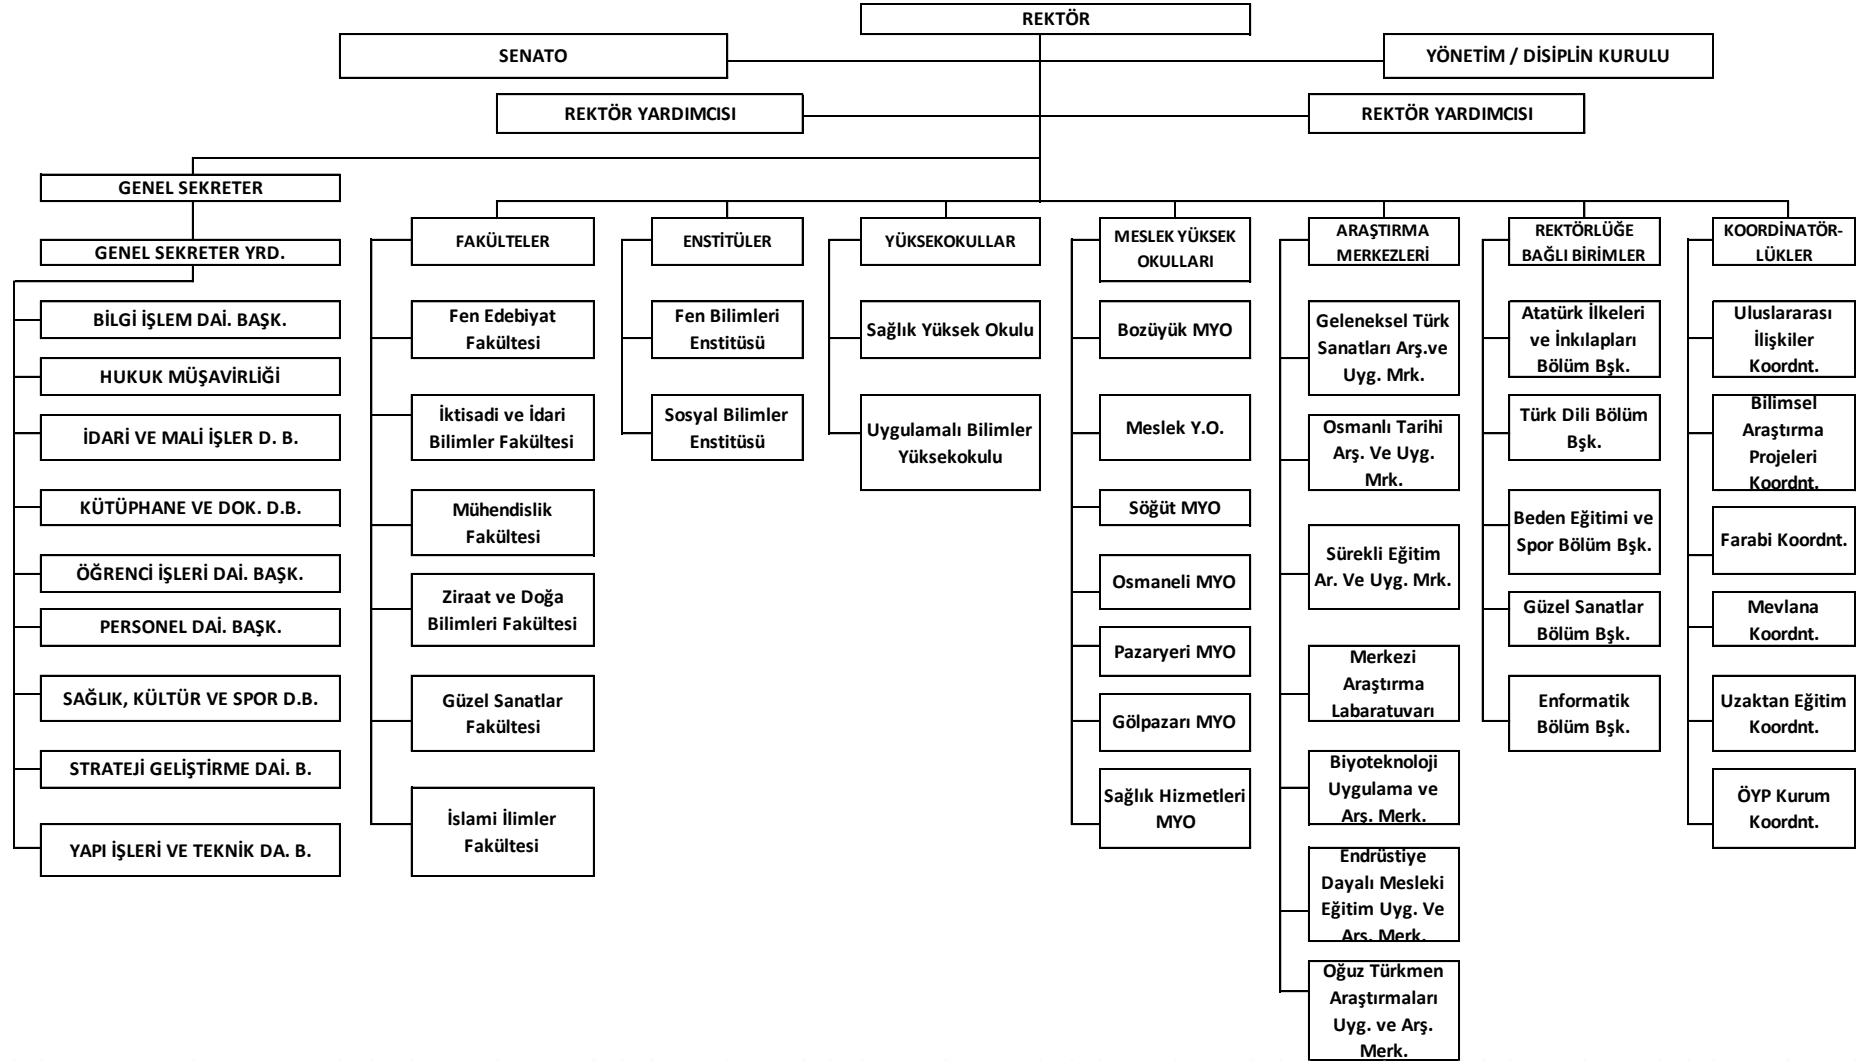 REKTÖR
SENATO
YÖNETİM / DISİPLİN KURULU
REKTÖR YARDIMCISI
REKTÖR YARDIMCISI
GENEL SEKRETER
GENEL SEKRETER YRD.
BİLGİ İŞLEM DAİ. BAŞK.
HUKUK MÜŞAVİRLİĞİ
İDARİ VE MALİ İŞLER D. B.
KÜTÜPHANE VE DOK. D.B.
ÖĞRENCİ İŞLERİ DAİ. BAŞK.
PERSONEL DAİ. BAŞK.
SAĞLIK, KÜLTÜR VE SPOR D.B.
STRATEJİ GELİŞTİRME DAİ. B.
YAPI İŞLERİ VE TEKNİK DA. B.
FAKÜLTELER
Fen Edebiyat
Fakültesi
İktisadi ve İdari
Bilimler Fakültesi
Mühendislik
Fakültesi
Ziraat ve Doğa
Bilimleri Fakültesi
Güzel Sanatlar
Fakültesi
İslami İlimler
Fakültesi
ENSTİTÜLER
Fen Bilimleri
Enstitüsü
Sosyal Bilimler
Enstitüsü
YÜKSEKOKULLAR
Sağlık Yüksek Okulu
Uygulamalı Bilimler
Yüksekokulu
MESLEK YÜKSEK
OKULLARI
Bozüyük MYO
Meslek Y.O.
Söğüt MYO
Osmaneli MYO
Pazaryeri MYO
Gölpazarı MYO
Sağlık Hizmetleri
MYO
ARAŞTIRMA
MERKEZLERİ
Geleneksel Türk
Sanatları Arş.ve
Uyg. Mrk.
Osmanlı Tarihi
Arş. Ve Uyg.
Mrk.
Sürekli Eğitim
Ar. Ve Uyg. Mrk.
Merkezi
Araştırma
Labaratuvarı
Biyoteknoloji
Uygulama ve
Arş. Merk.
Endrüstiye
Dayalı Mesleki
Eğitim Uyg. Ve
Arş. Merk.
Oğuz Türkmen
Araştırmaları
Uyg. ve Arş.
Merk.
REKTÖRLÜĞE
BAĞLI BİRİMLER
Atatürk İlkeleri
ve İnkılapları
Bölüm Bşk.
Türk Dili Bölüm
Bşk.
Beden Eğitimi ve
Spor Bölüm Bşk.
Güzel Sanatlar
Bölüm Bşk.
Enformatik
Bölüm Bşk.
KOORDİNATÖR-
LÜKLER
Uluslararası
İlişkiler
Koordnt.
Bilimsel
Araştırma
Projeleri
Koordnt.
Farabi Koordnt.
Mevlana
Koordnt.
Uzaktan Eğitim
Koordnt.
ÖYP Kurum
Koordnt.